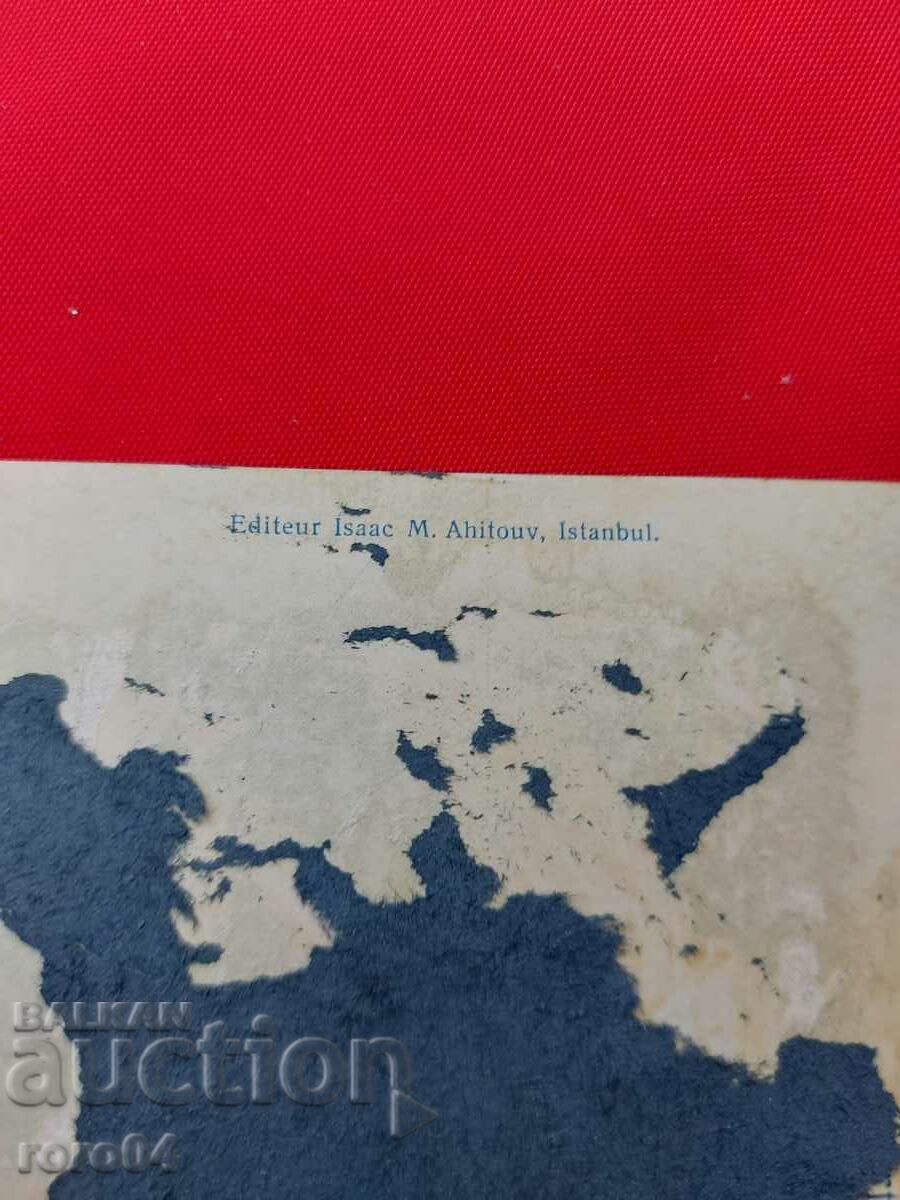 Editeur Isaac M. Ahitouv, Istanbul.
BALKAN
auction
roro04